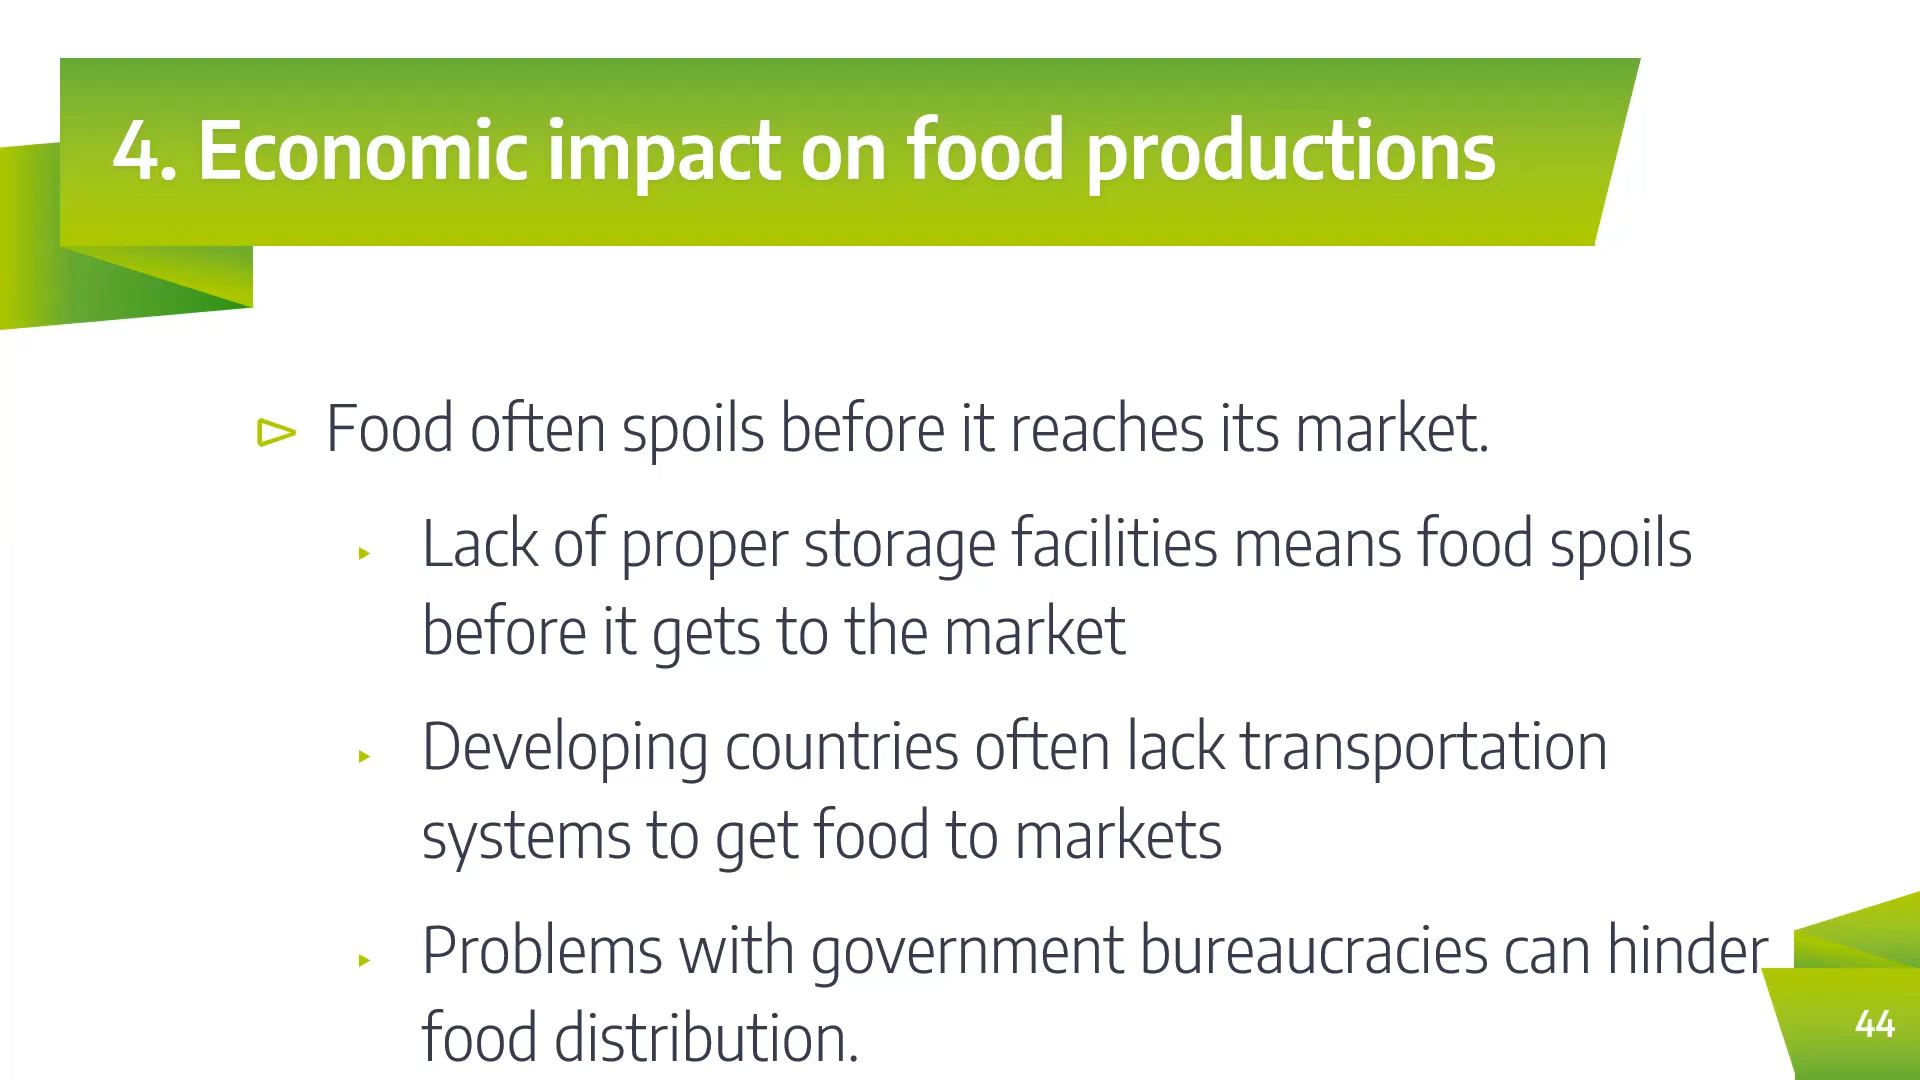 4. Economic impact on food productions
Food often spoils before it reaches its market.
Lack of proper storage facilities means food spoils
before it gets to the market
Developing countries often lack transportation
systems to get food to markets
Problems with government bureaucracies can hinder
food distribution.
44